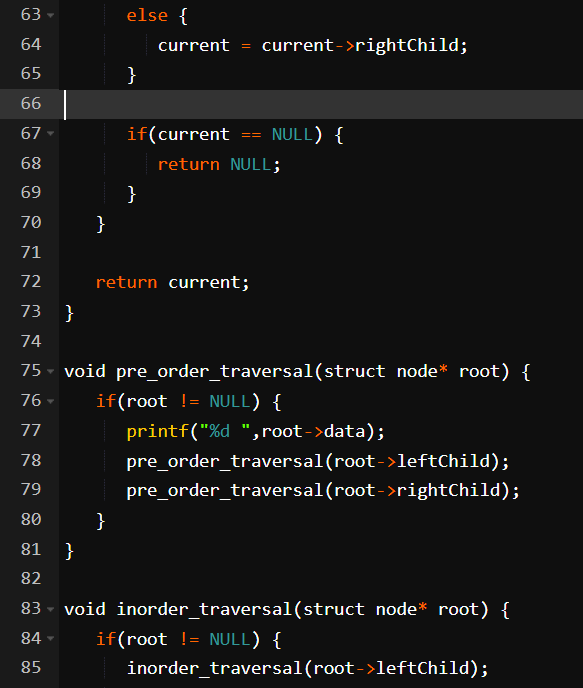 63 else {
64 current = current->rightChild;
65 }
66
67 if(current == NULL) {
68 return NULL;
69 }
70 }
71
72 return current;
73 }
74
75 void pre_order_traversal(struct node* root) {
76 if(root != NULL) {
77 printf("%d ",root->data);
78 pre_order_traversal(root->leftChild);
79 pre_order_traversal(root->rightChild);
80 }
81 }
82
83 void inorder_traversal(struct node* root) {
84 if(root != NULL) {
85 inorder_traversal(root->leftChild);